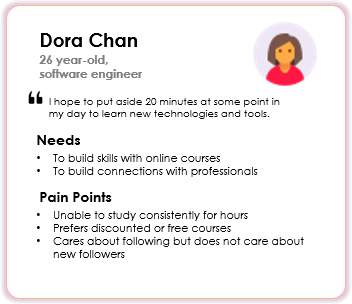 Dora Chan
26 year-old,
software engineer
❝ I hope to put aside 20 minutes at some point in
my day to learn new technologies and tools.
Needs
• To build skills with online courses
• To build connections with professionals
Pain Points
• Unable to study consistently for hours
• Prefers discounted or free courses
• Cares about following but does not care about
new followers